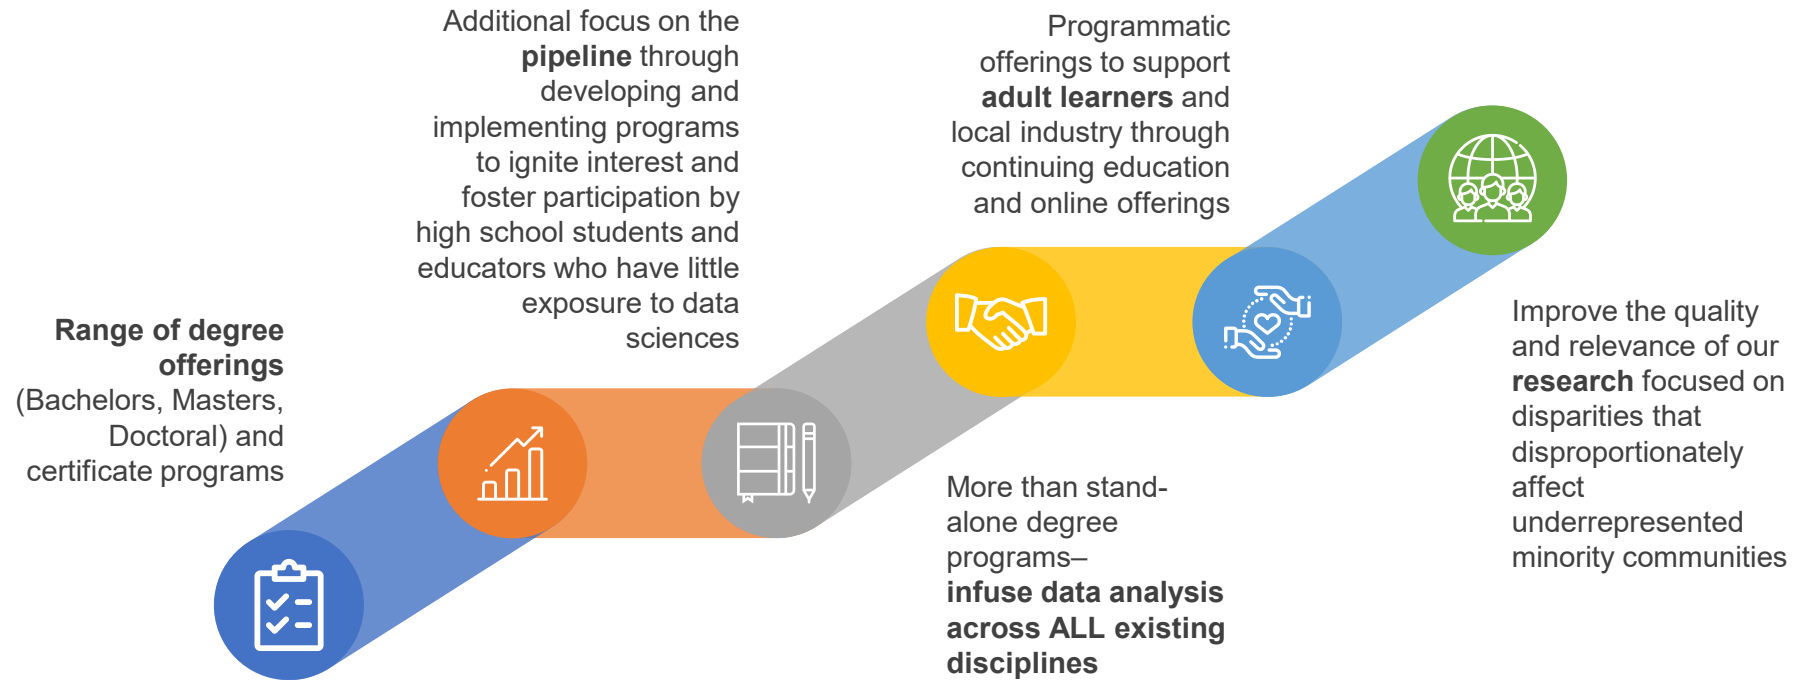 Range of degree
offerings
(Bachelors, Masters,
Doctoral) and
certificate programs
Additional focus on the
pipeline through
developing and
implementing programs
to ignite interest and
foster participation by
high school students and
educators who have little
exposure to data
sciences
More than stand-
alone degree
programs–
infuse data analysis
across ALL existing
disciplines
Programmatic
offerings to support
adult learners and
local industry through
continuing education
and online offerings
Improve the quality
and relevance of our
research focused on
disparities that
disproportionately
affect
underrepresented
minority communities